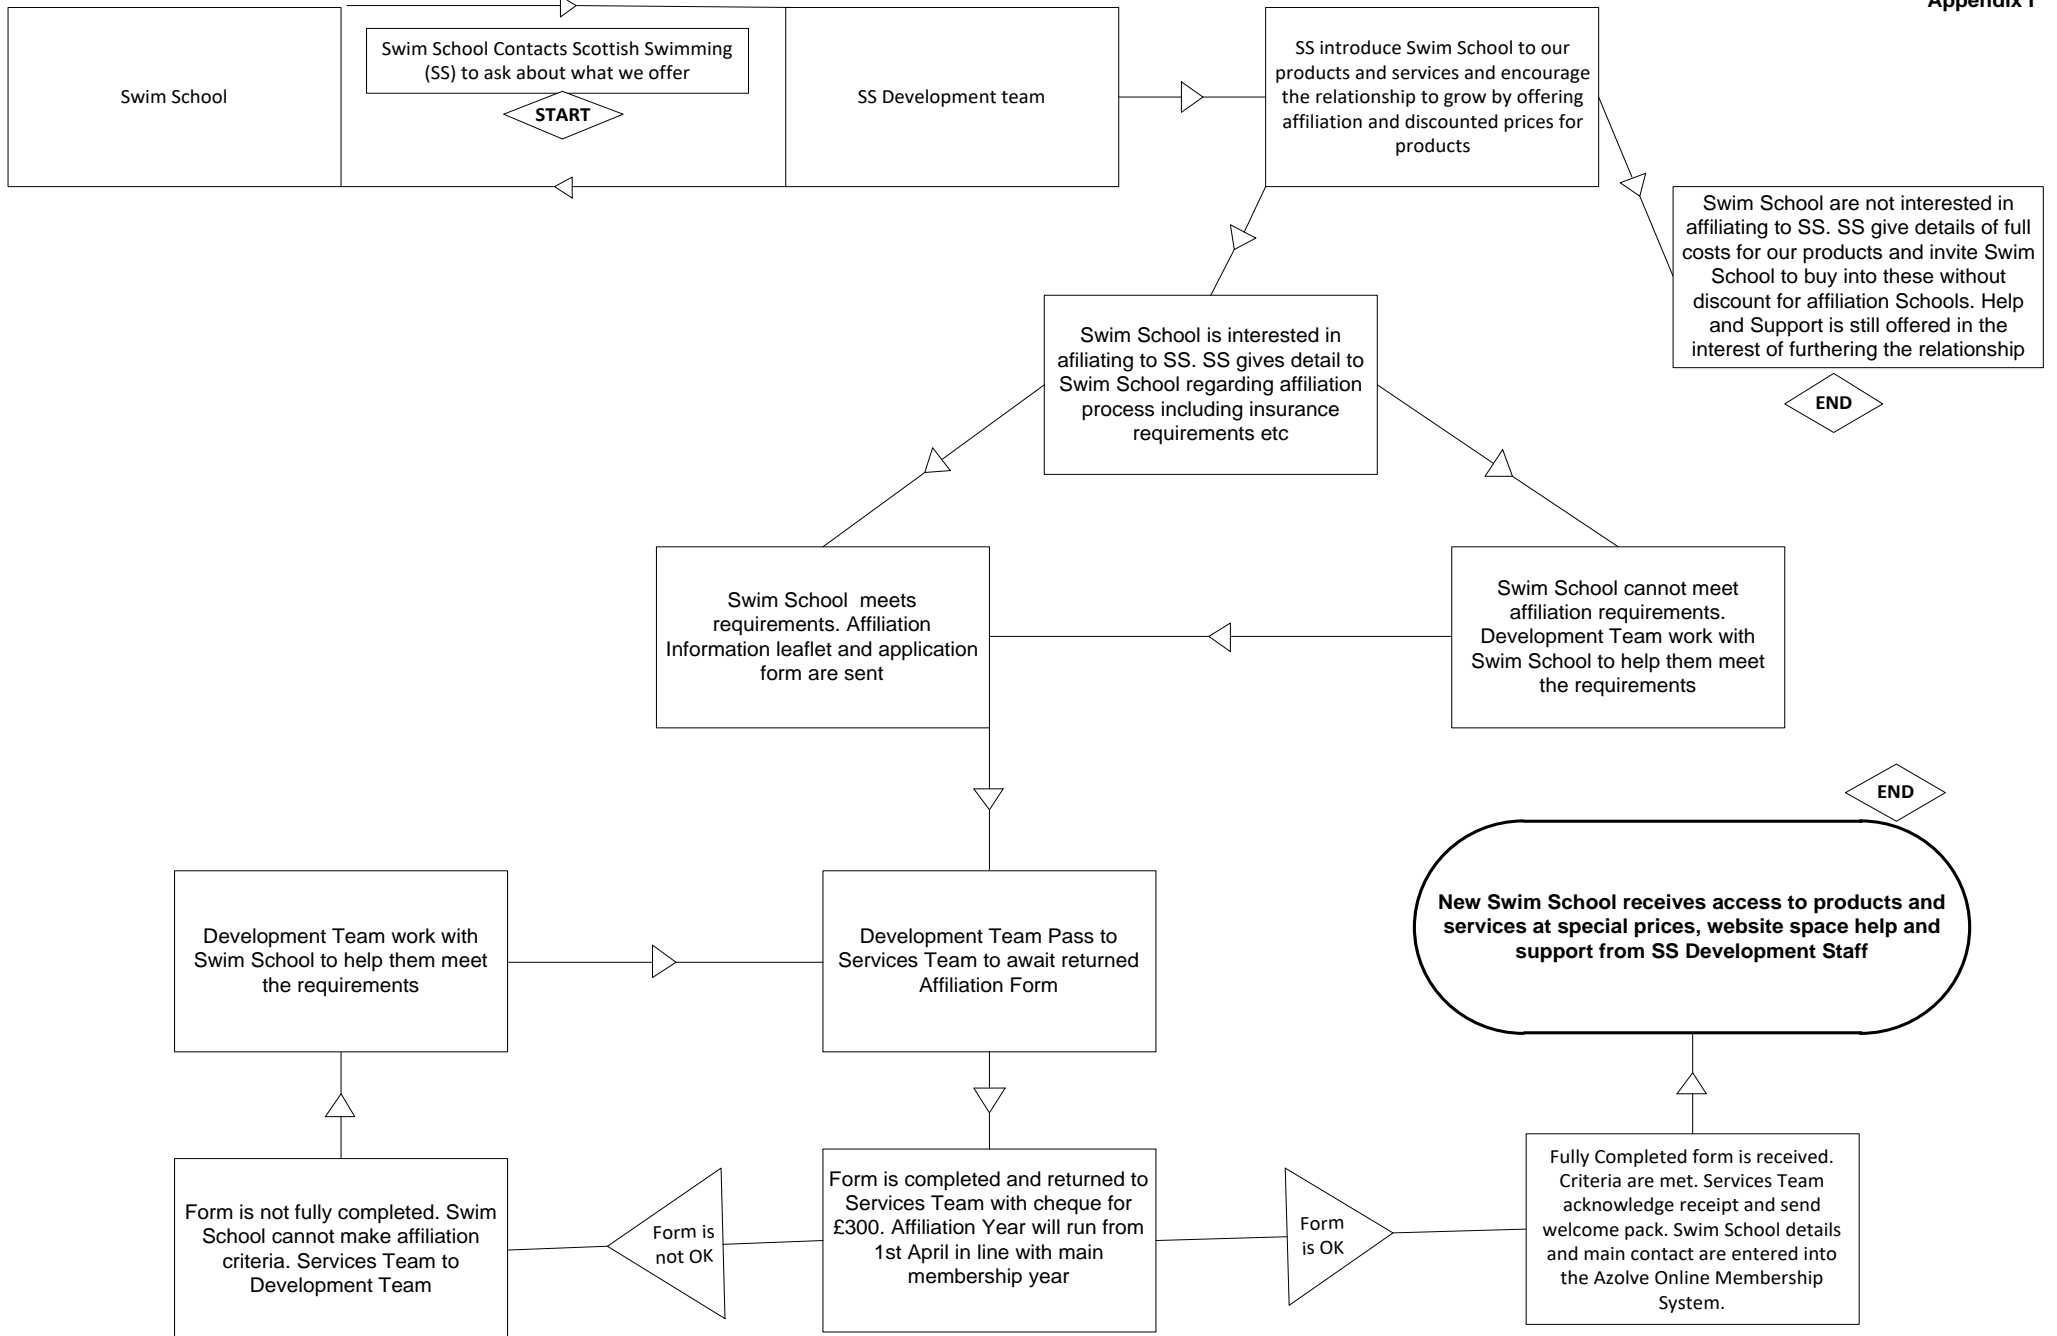 Appendix I
Swim School
Swim School Contacts Scottish Swimming
(SS) to ask about what we offer
START
SS Development team
SS introduce Swim School to our
products and services and encourage
the relationship to grow by offering
affiliation and discounted prices for
products
Swim School are not interested in
affiliating to SS. SS give details of full
costs for our products and invite Swim
School to buy into these without
discount for affiliation Schools. Help
and Support is still offered in the
interest of furthering the relationship
END
Swim School is interested in
afiliating to SS. SS gives detail to
Swim School regarding affiliation
process including insurance
requirements etc
Swim School  meets
requirements. Affiliation
Information leaflet and application
form are sent
Swim School cannot meet
affiliation requirements.
Development Team work with
Swim School to help them meet
the requirements
END
New Swim School receives access to products and
services at special prices, website space help and
support from SS Development Staff
Development Team work with
Swim School to help them meet
the requirements
Development Team Pass to
Services Team to await returned
Affiliation Form
Form is not fully completed. Swim
School cannot make affiliation
criteria. Services Team to
Development Team
Form is
not OK
Form is completed and returned to
Services Team with cheque for
£300. Affiliation Year will run from
1st April in line with main
membership year
Form
is OK
Fully Completed form is received.
Criteria are met. Services Team
acknowledge receipt and send
welcome pack. Swim School details
and main contact are entered into
the Azolve Online Membership
System.